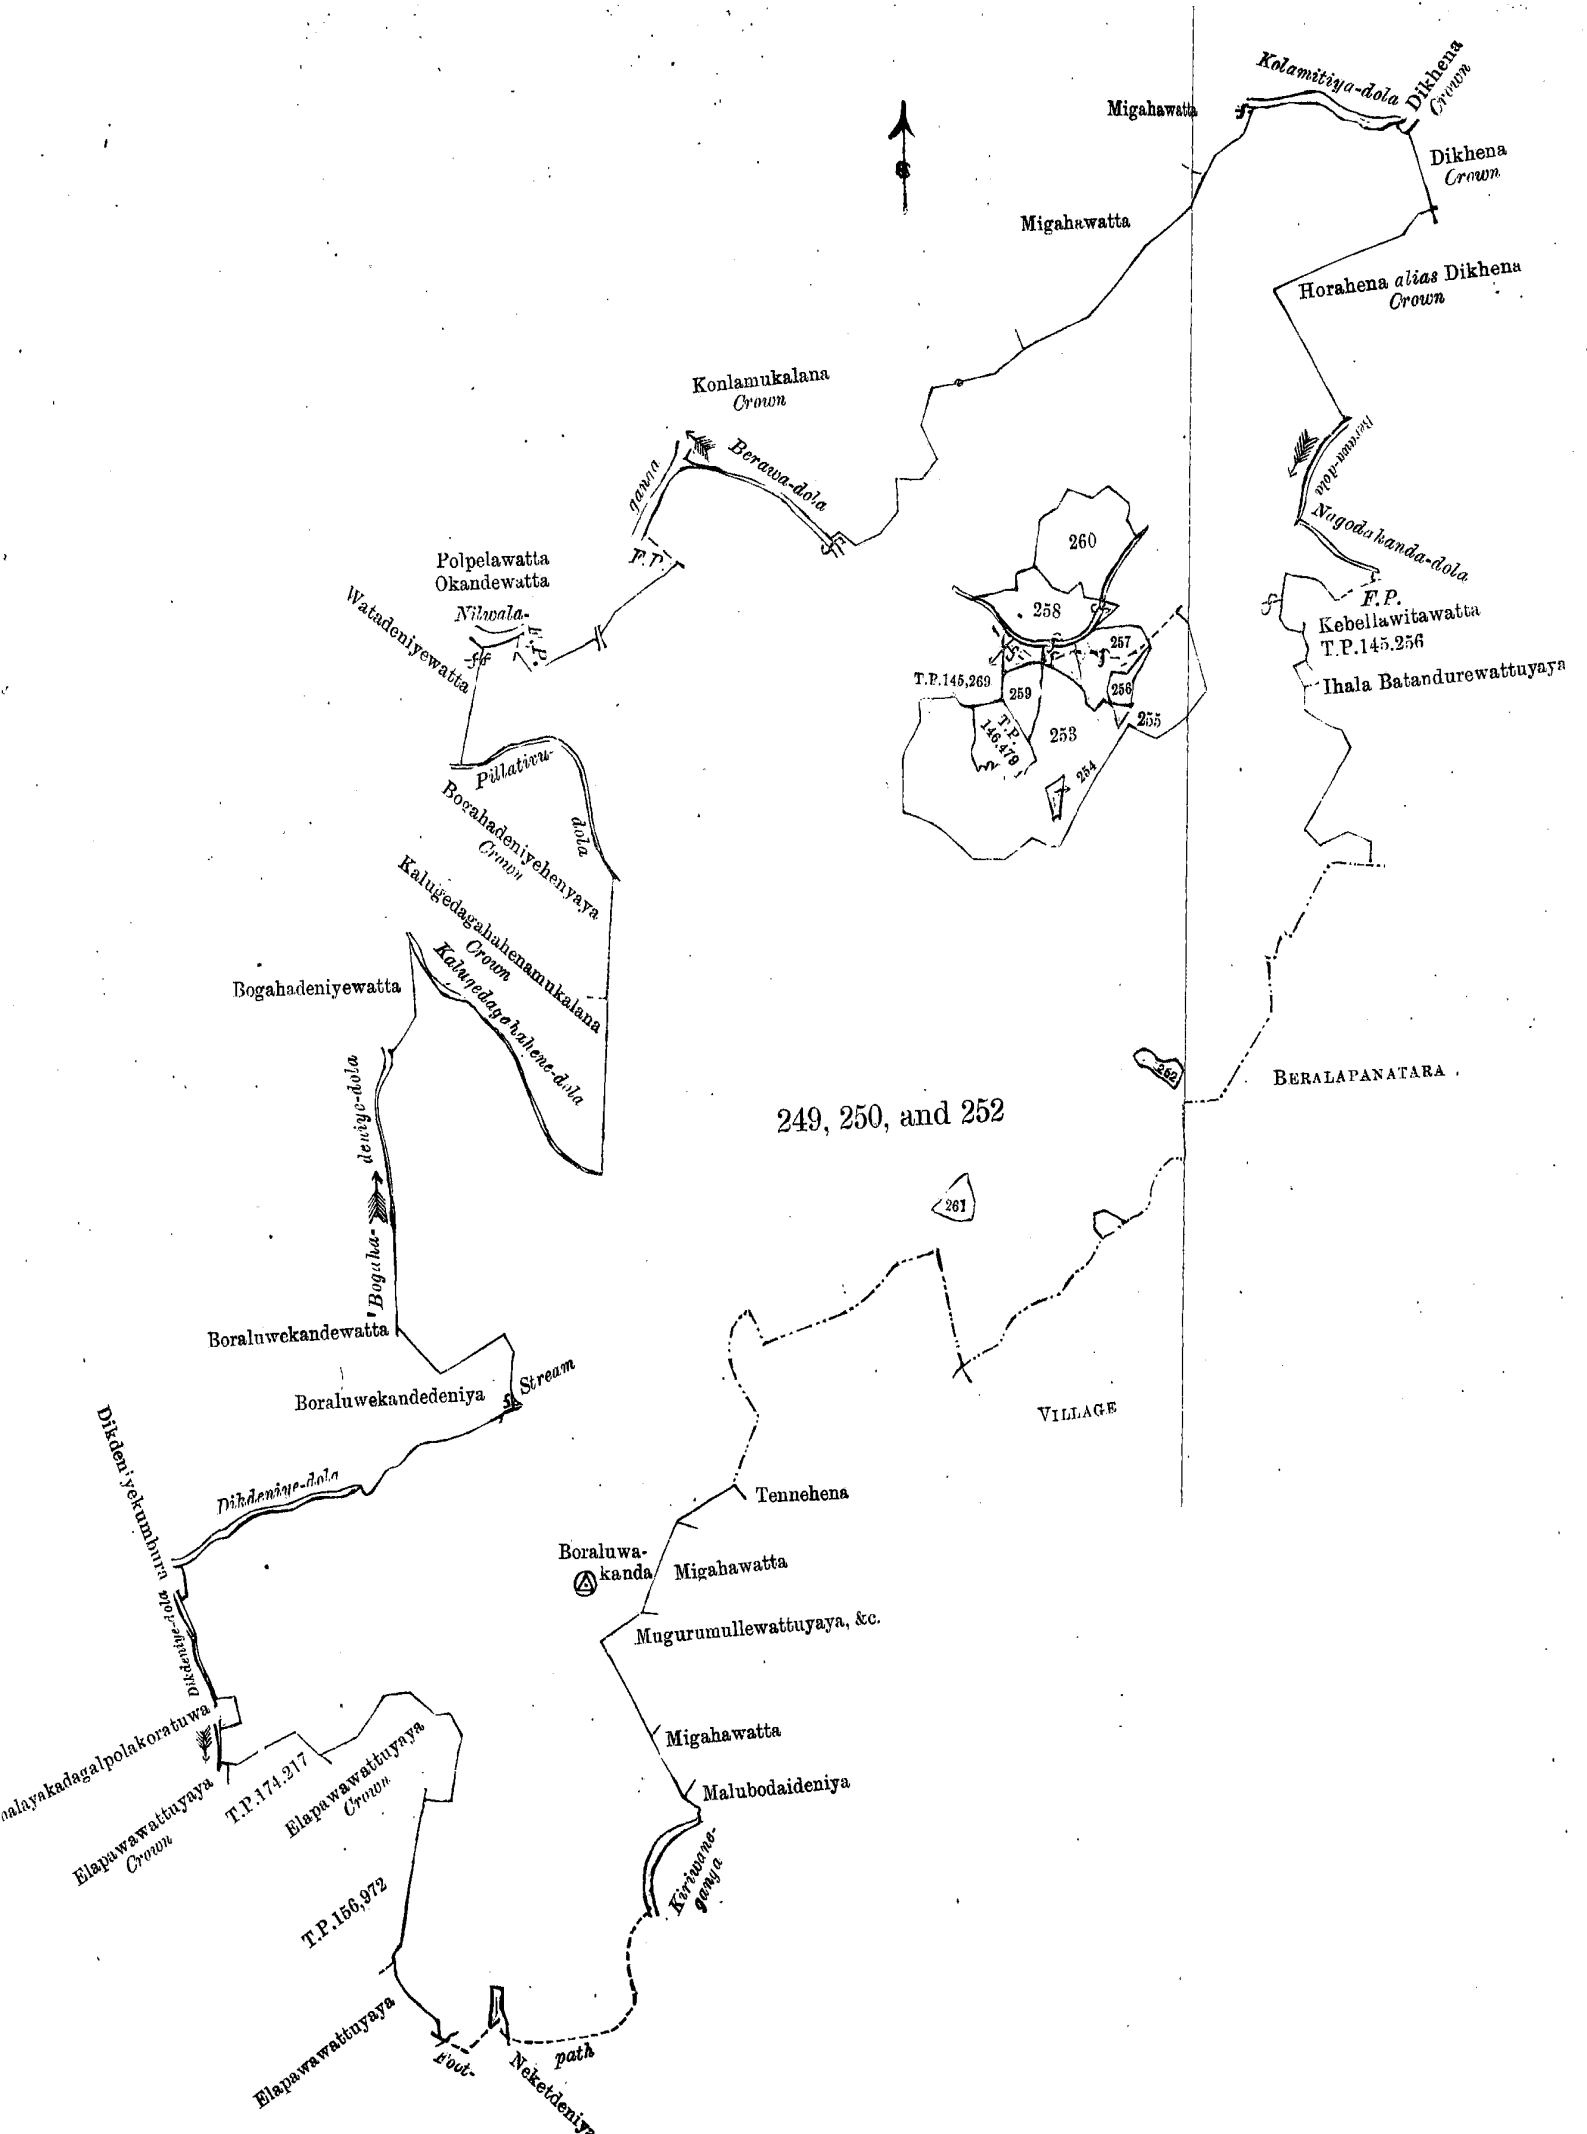 Kolamitiya-dola
Dikhena
Crown
Migahawatta
Dikhena
Crown
Migahawatta
Horahena alias Dikhena
Crown
Konlamukalana
Crown
Berawa-dola
ganga
Berawa-dola
Nagodakanda-dola
F.P.
Kebellawitawatta
T.P.145.256
Ihala Batandurewattuyaya
F.P.
Polpelawatta
Okandewatta
Nilwala-
F.P.
Watadeniyewatta
260
258
257
T.P.145,269
259
256
255
T.P.
146.479
253
254
Pillativu-
dola
Bogahadeniyehenyaya
Crown
Kalugedagahahenamukalana
Crown
Kalugedagahahene-dola
Bogahadeniyewatta
deniye-dola
Bogaha-
262
BERALAPANATARA
249, 250, and 252
261
Boraluwekandewatta
Boraluwekandedeniya
Stream
VILLAGE
Dikdeniyekumbura
Dikdeniye-dola
Tennehena
Boraluwa-
kanda
Migahawatta
Mugurumullewattuyaya, &c.
Dikdeniye-dola
Migahawatta
Malubodaideniya
Elapawawattuyaya
Crown
T.P.174.217
Elapawawattuyaya
Crown
Kiriwane-
ganga
T.P.156,972
Elapawawattuyaya
Foot-
path